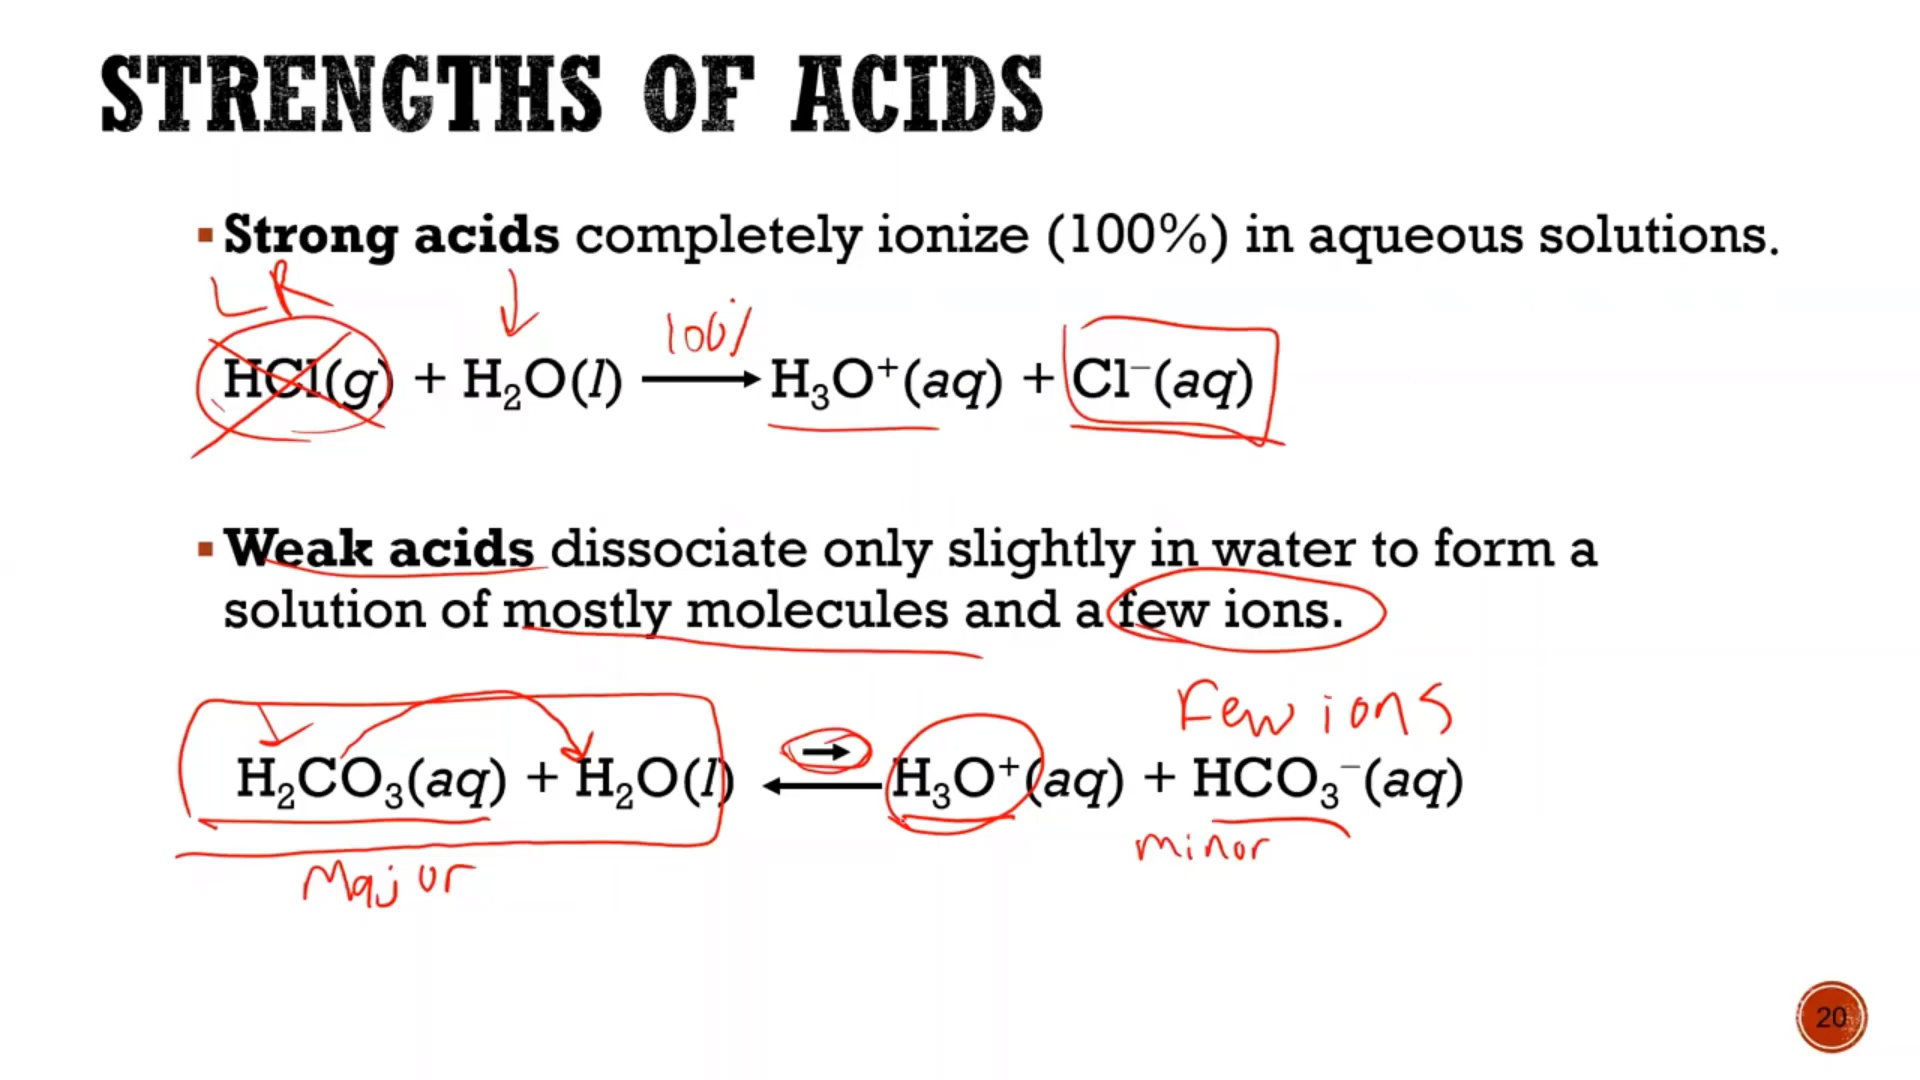 STRENGTHS OF ACIDS
▪ Strong acids completely ionize (100%) in aqueous solutions.
LR
100%
HCl(g) + H₂O(l) ⟶ H₃O⁺(aq) + Cl⁻(aq)
▪ Weak acids dissociate only slightly in water to form a
solution of mostly molecules and a few ions.
Few ions
H₂CO₃(aq) + H₂O(l) ⇄ H₃O⁺(aq) + HCO₃⁻(aq)
minor
Major
20